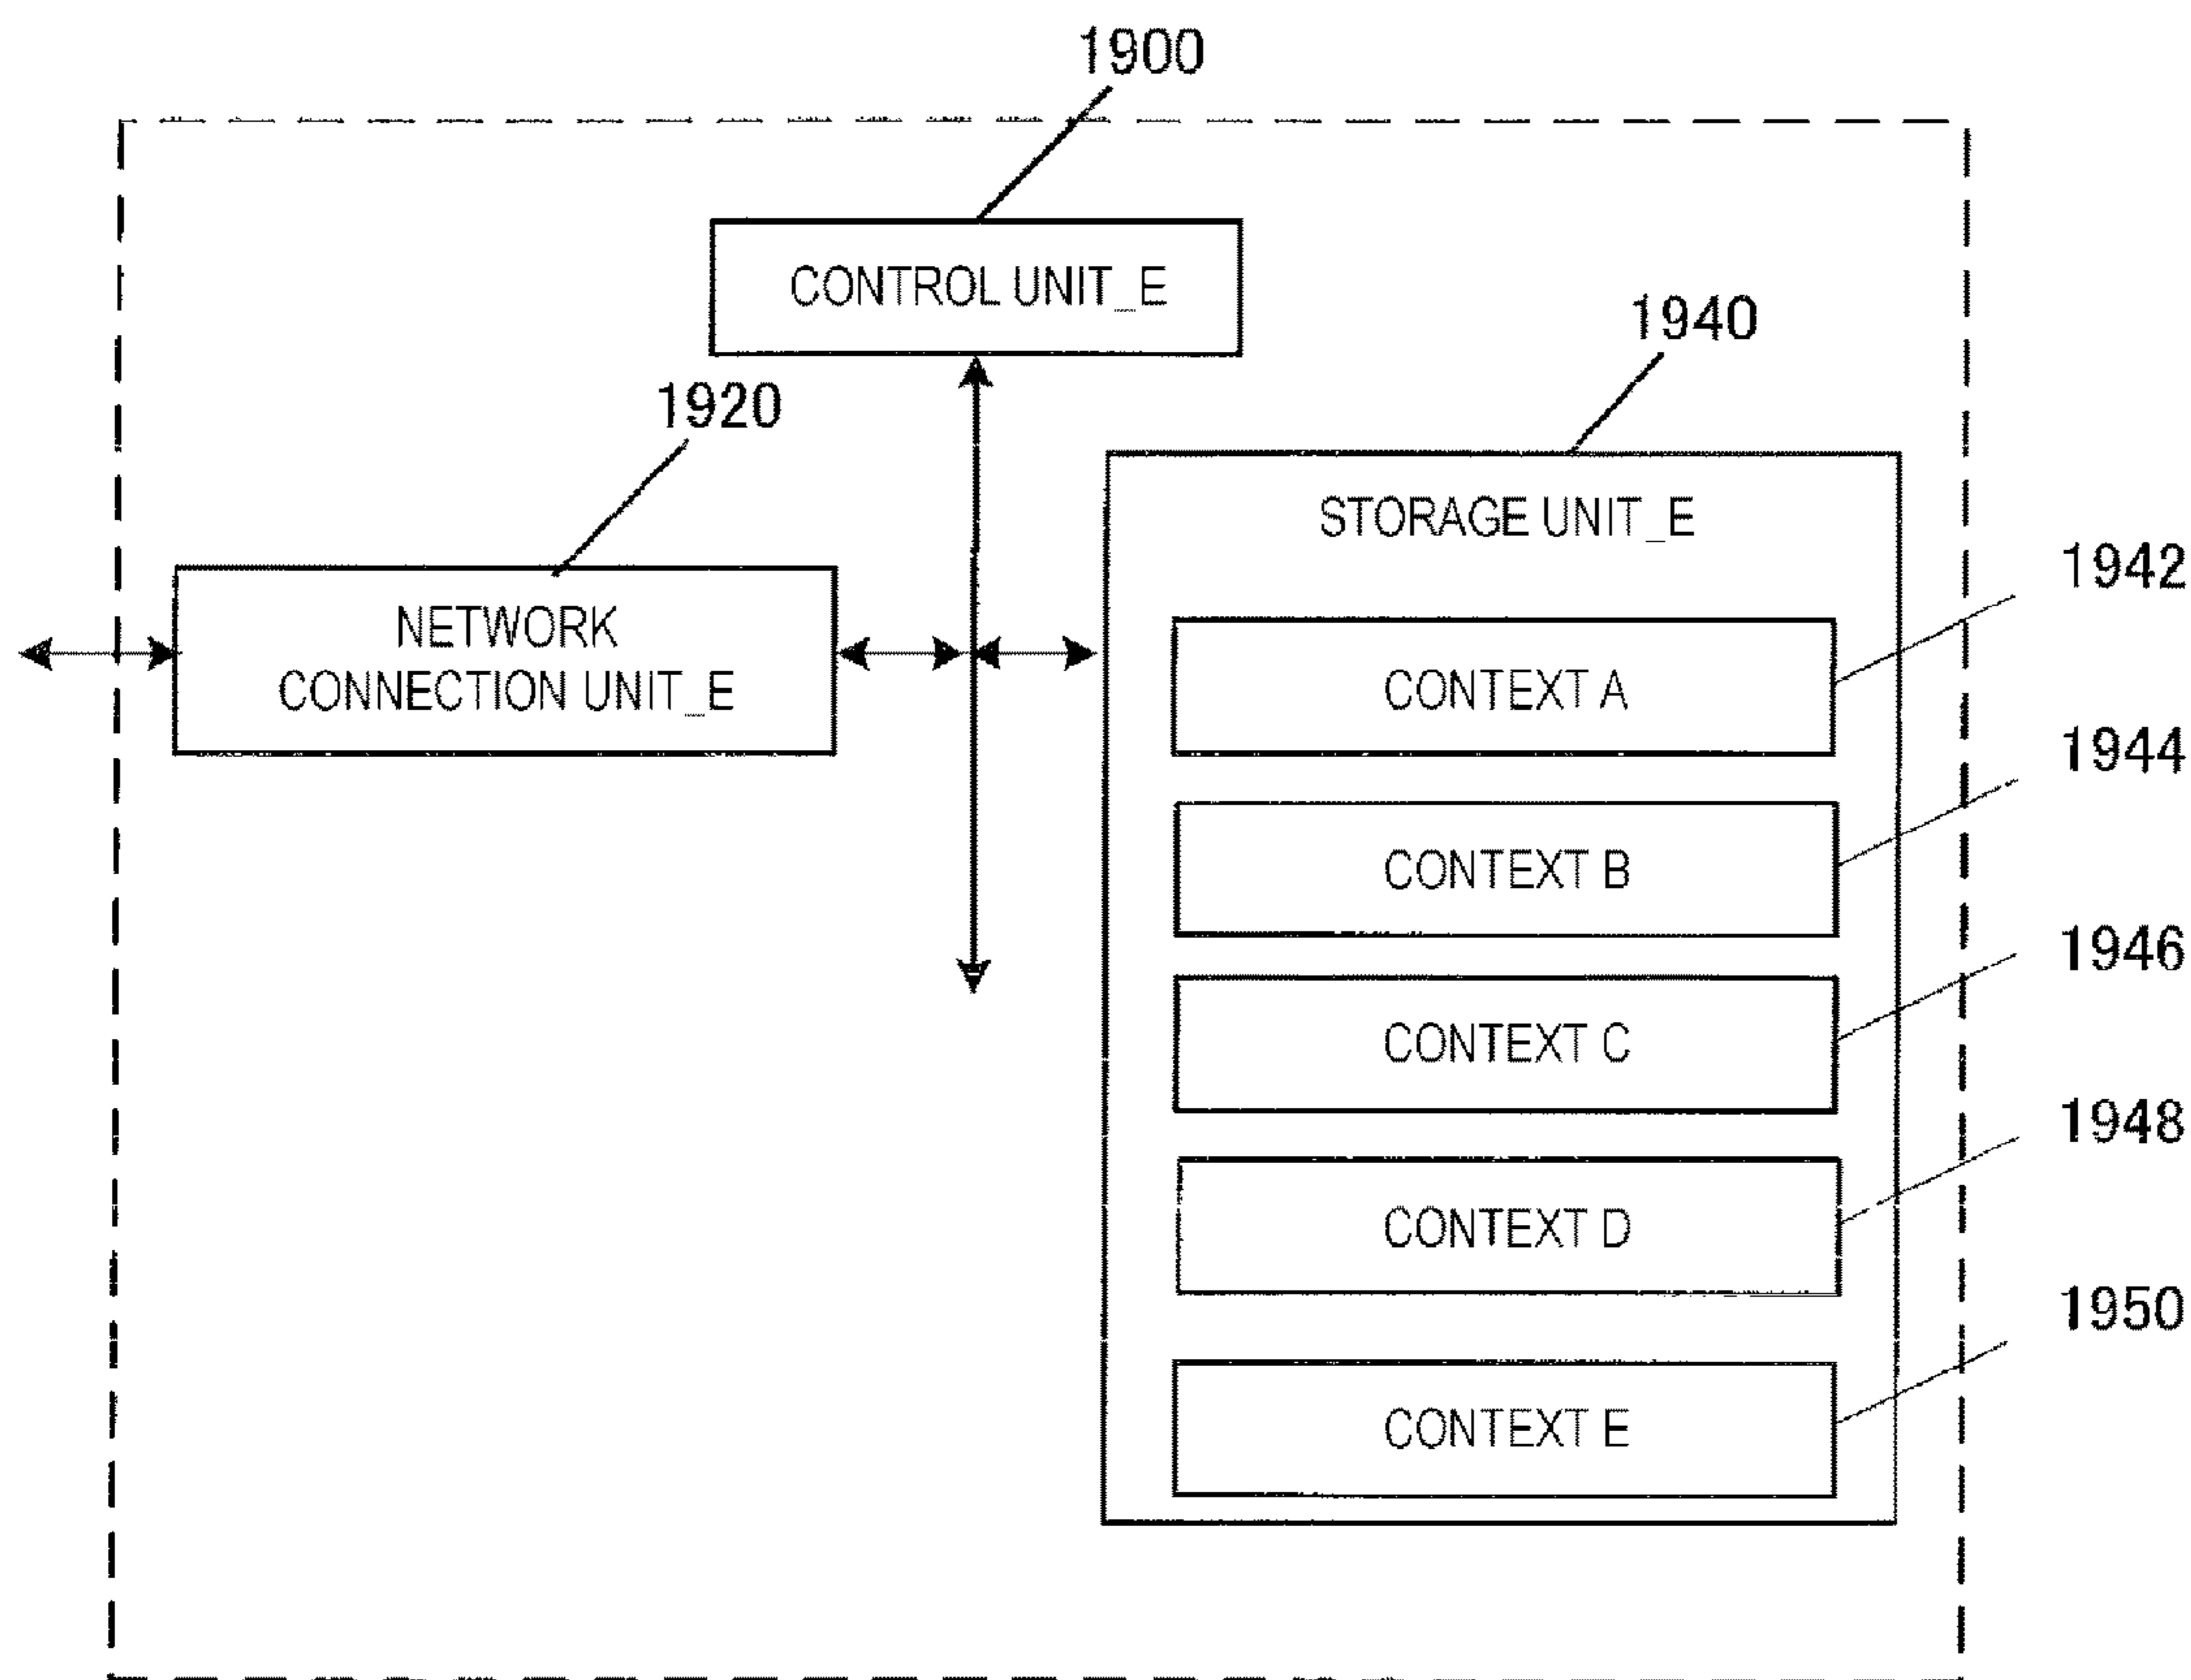 1900
CONTROL UNIT_E
1940
1920
STORAGE UNIT_E
1942
NETWORK
CONNECTION UNIT_E
CONTEXT A
1944
CONTEXT B
1946
CONTEXT C
1948
CONTEXT D
1950
CONTEXT E